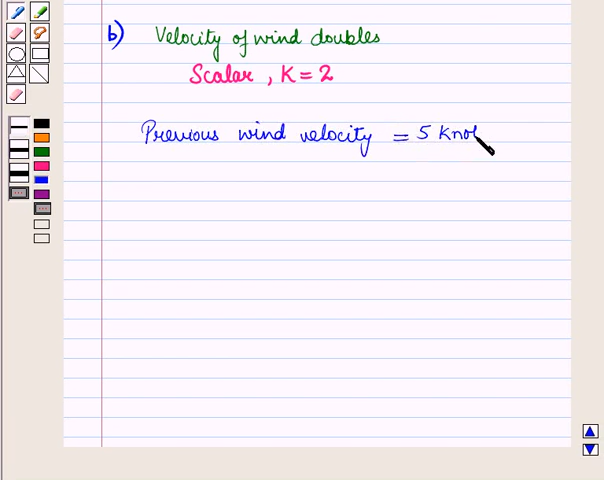 b) Velocity of wind doubles
Scalar, K = 2
Previous wind velocity = 5 Knot